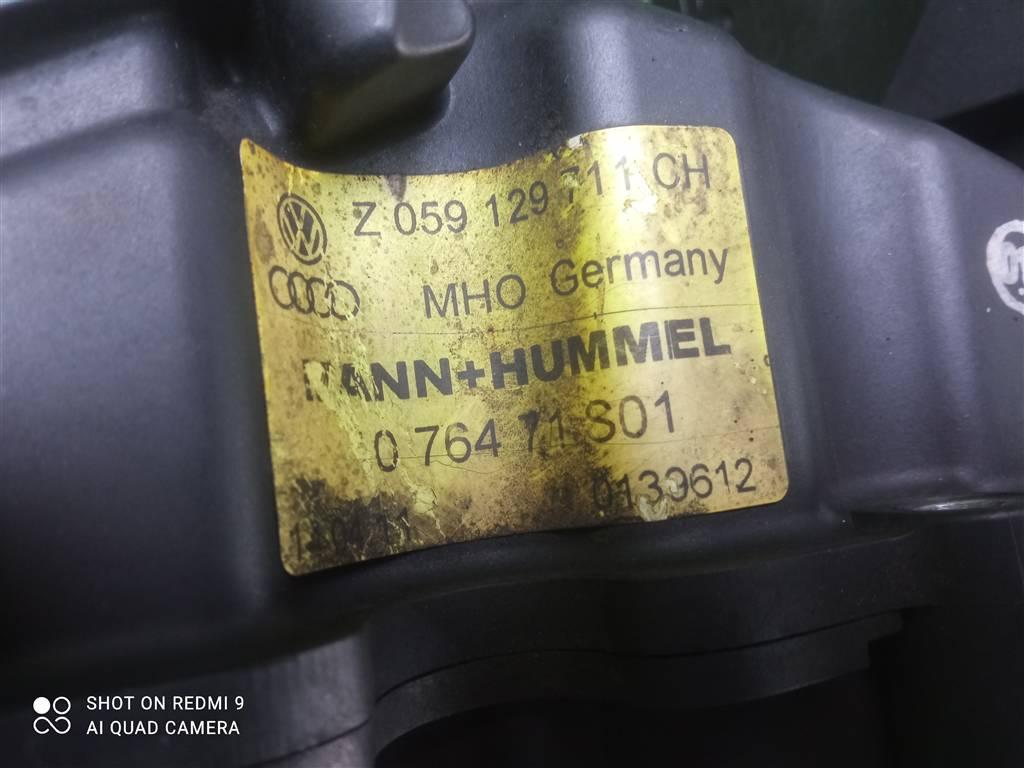 Z 059 129 711 CH
MHO Germany
MANN+HUMMEL
0 764 71 S01
0139612
SHOT ON REDMI 9
AI QUAD CAMERA